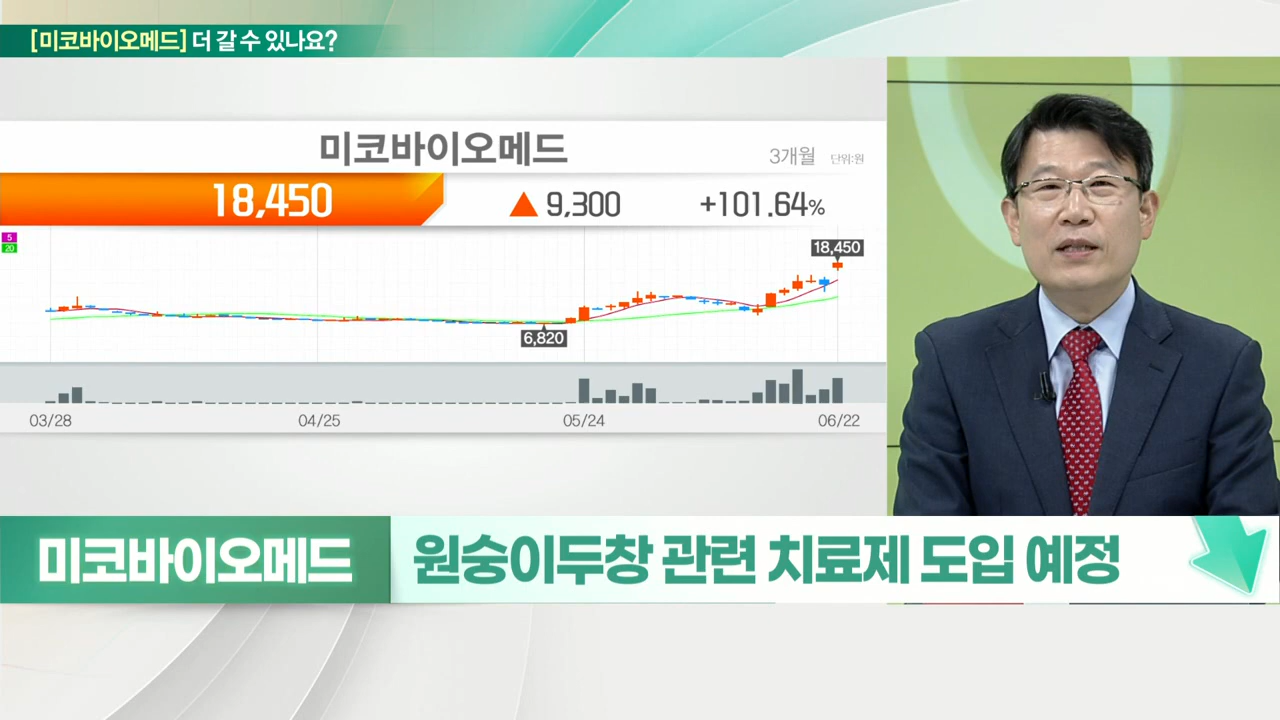 [미코바이오메드] 더 갈 수 있나요?
미코바이오메드
3개월 단위:원
18,450 ▲ 9,300 +101.64%
5
20
18,450
6,820
03/28 04/25 05/24 06/22
미코바이오메드 원숭이두창 관련 치료제 도입 예정